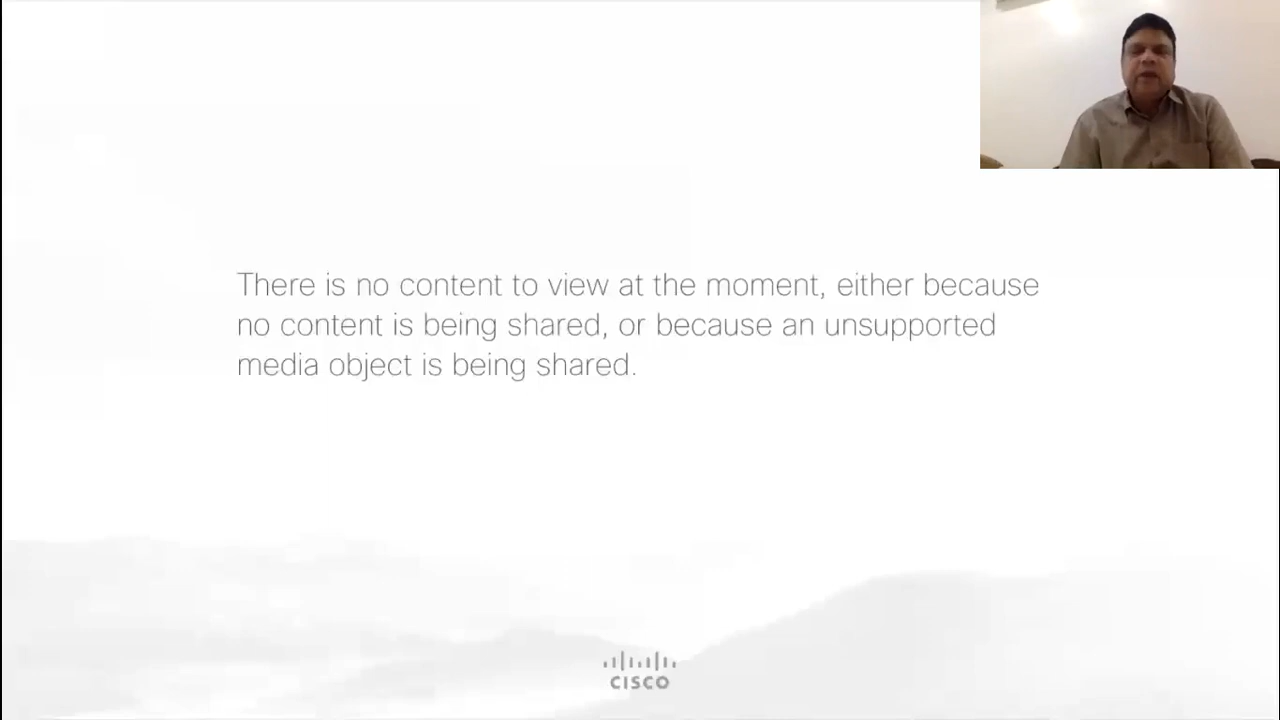 There is no content to view at the moment, either because
no content is being shared, or because an unsupported
media object is being shared.
CISCO